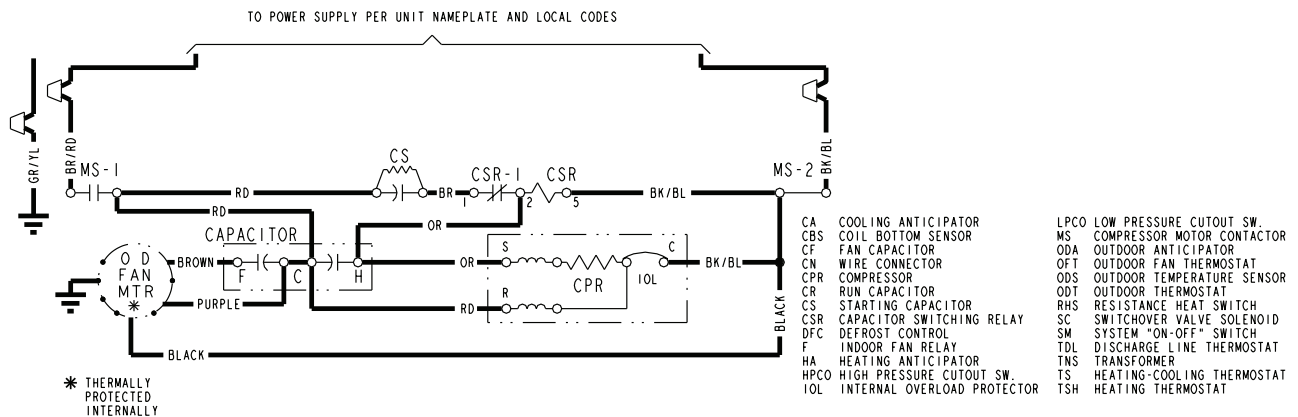 TO POWER SUPPLY PER UNIT NAMEPLATE AND LOCAL CODES
GR/YL
BR/RD
BK/BL
MS-1
CS
CSR-1
CSR
MS-2
RD
BR
1
2
5
BK/BL
RD
OR
CAPACITOR
O D
FAN
MTR
*
BROWN
F
C
H
OR
S
C
CPR
IOL
BK/BL
PURPLE
RD
R
BLACK
BLACK
* THERMALLY
PROTECTED
INTERNALLY
CA COOLING ANTICIPATOR
CBS COIL BOTTOM SENSOR
CF FAN CAPACITOR
CN WIRE CONNECTOR
CPR COMPRESSOR
CR RUN CAPACITOR
CS STARTING CAPACITOR
CSR CAPACITOR SWITCHING RELAY
DFC DEFROST CONTROL
F INDOOR FAN RELAY
HA HEATING ANTICIPATOR
HPCO HIGH PRESSURE CUTOUT SW.
IOL INTERNAL OVERLOAD PROTECTOR
LPCO LOW PRESSURE CUTOUT SW.
MS COMPRESSOR MOTOR CONTACTOR
ODA OUTDOOR ANTICIPATOR
OFT OUTDOOR FAN THERMOSTAT
ODS OUTDOOR TEMPERATURE SENSOR
ODT OUTDOOR THERMOSTAT
RHS RESISTANCE HEAT SWITCH
SC SWITCHOVER VALVE SOLENOID
SM SYSTEM "ON-OFF" SWITCH
TDL DISCHARGE LINE THERMOSTAT
TNS TRANSFORMER
TS HEATING-COOLING THERMOSTAT
TSH HEATING THERMOSTAT